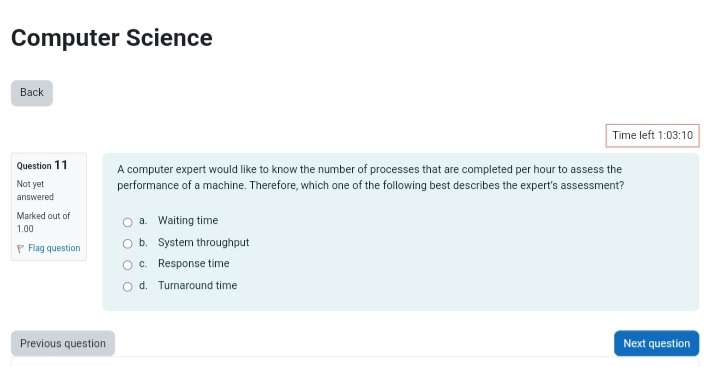 Computer Science
Back
Time left 1:03:10
Question 11
Not yet
answered
Marked out of
1.00
Flag question
A computer expert would like to know the number of processes that are completed per hour to assess the
performance of a machine. Therefore, which one of the following best describes the expert's assessment?
a. Waiting time
b. System throughput
c. Response time
d. Turnaround time
Previous question
Next question